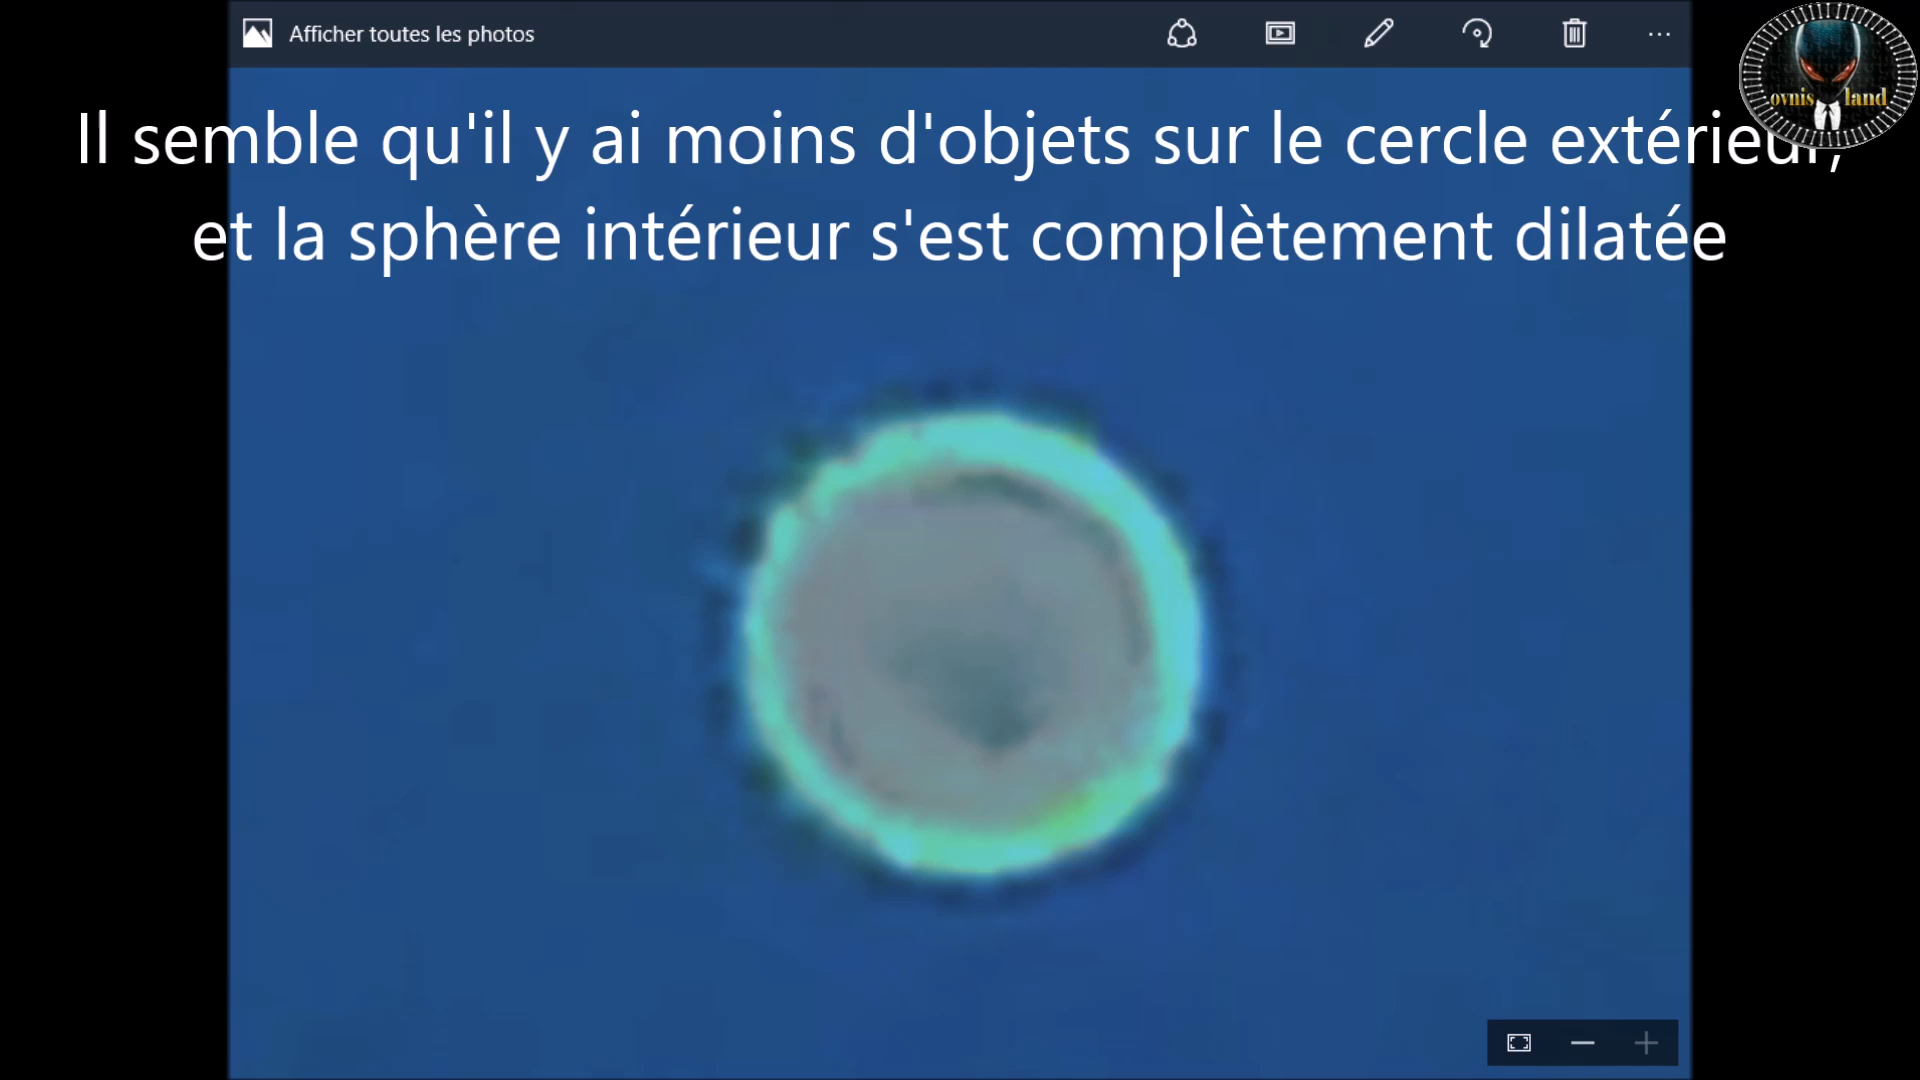 Afficher toutes les photos
ovnis land
Il semble qu'il y ai moins d'objets sur le cercle extérieur,
et la sphère intérieur s'est complètement dilatée